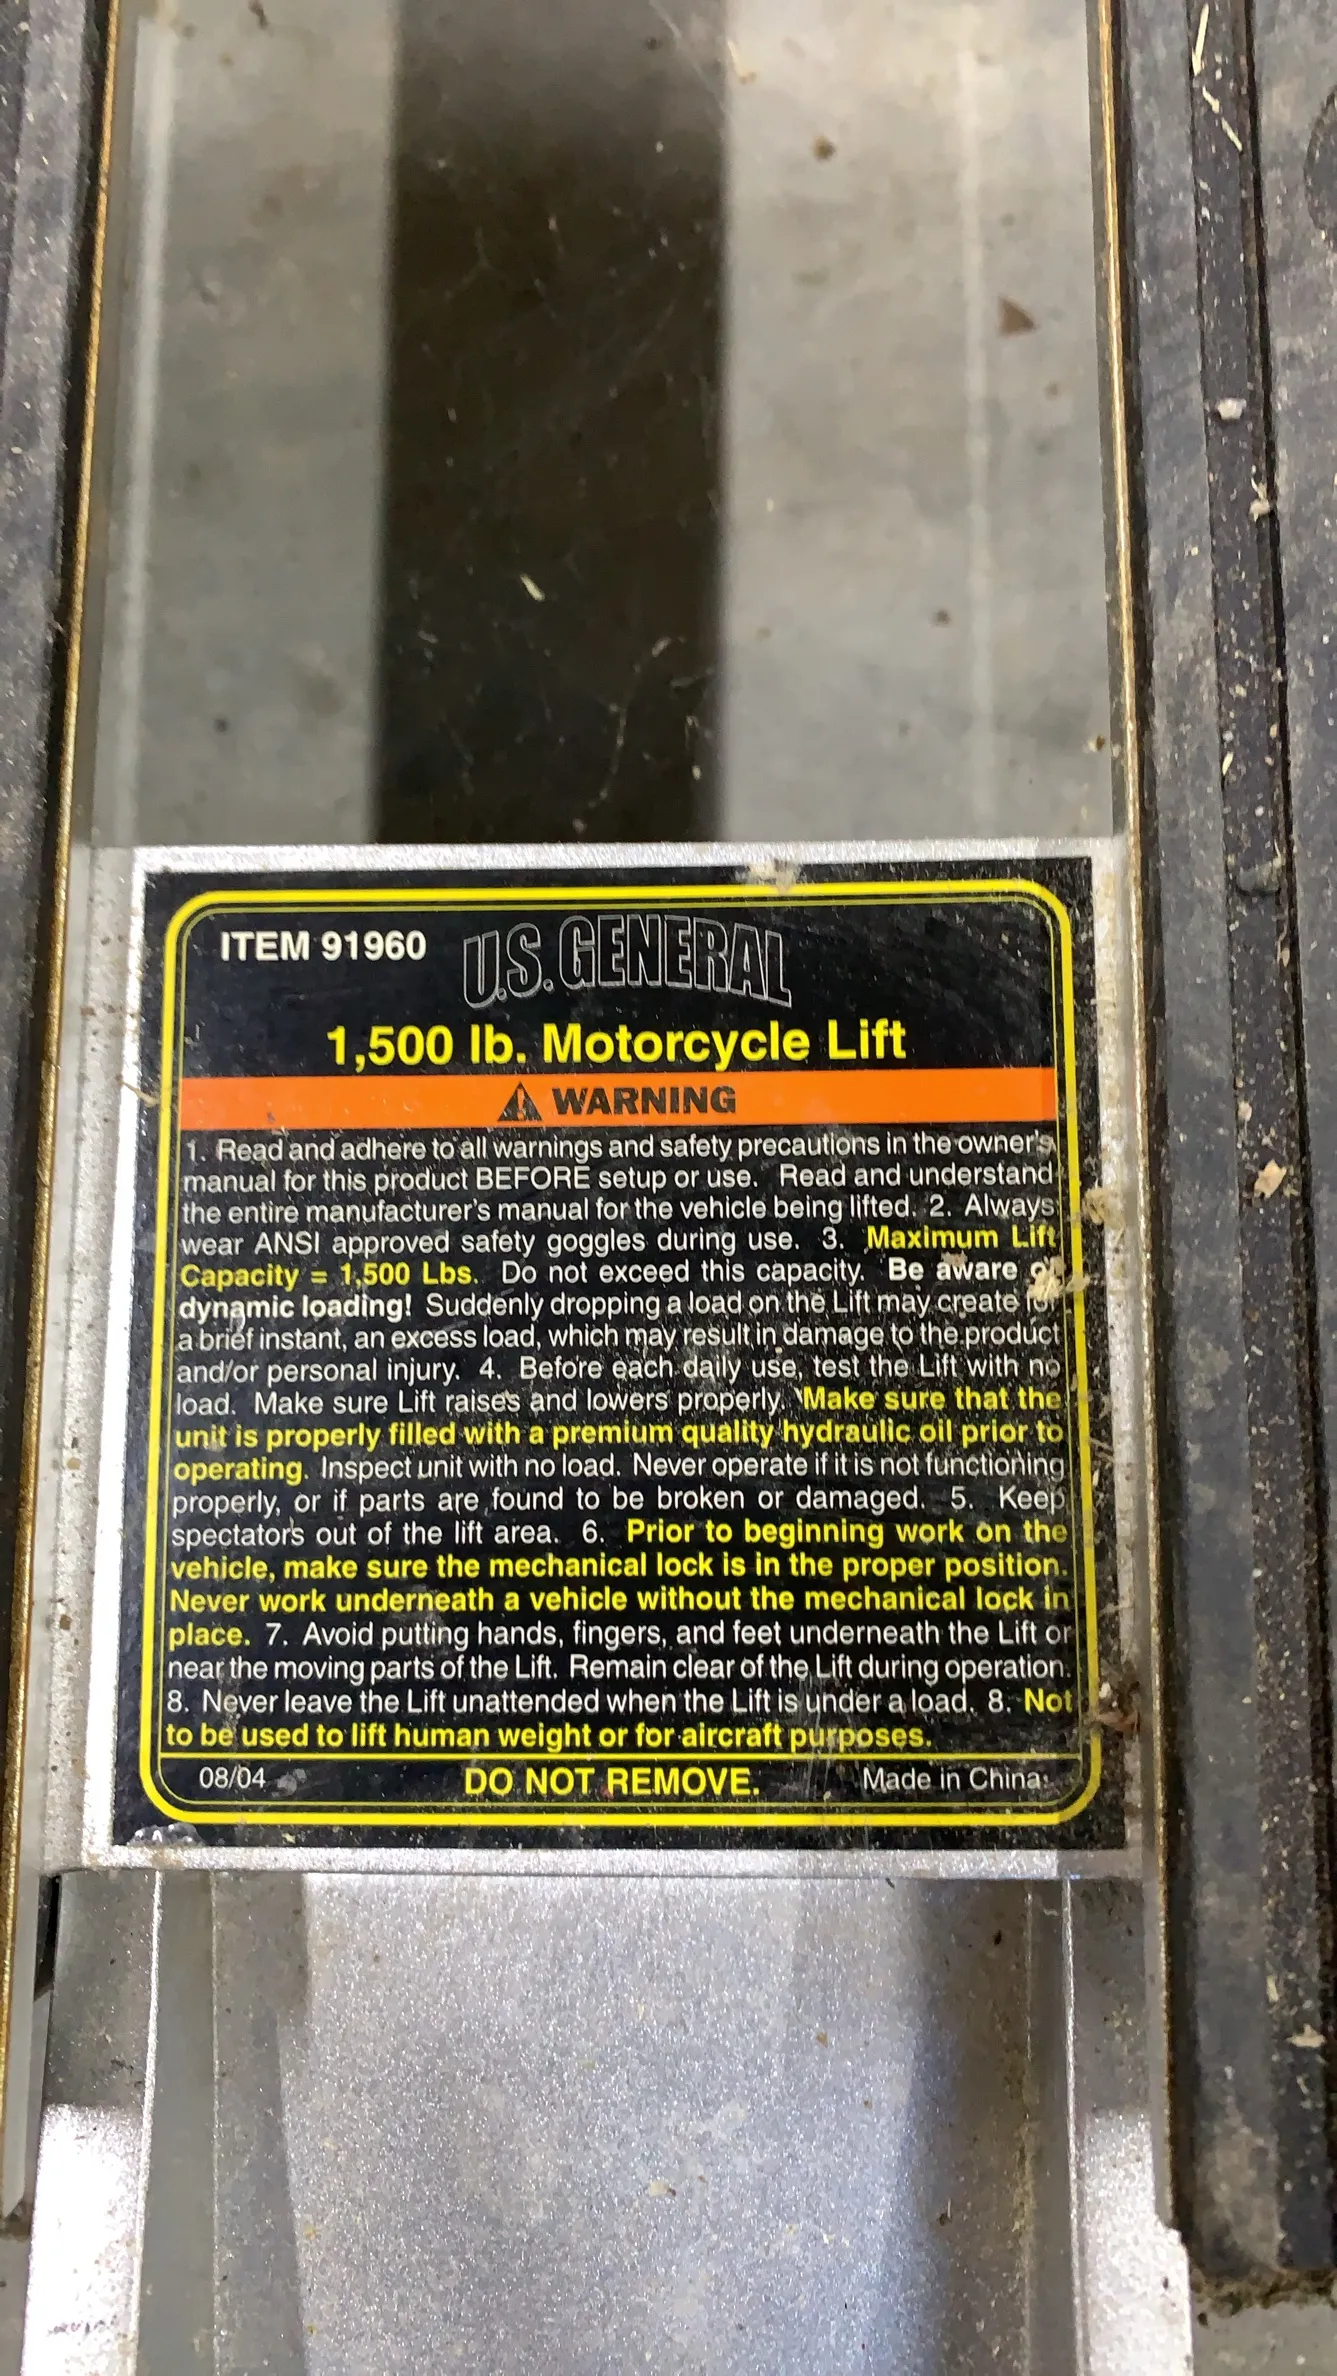 ITEM 91960 U.S. GENERAL
1,500 lb. Motorcycle Lift
WARNING
1. Read and adhere to all warnings and safety precautions in the owner's
manual for this product BEFORE setup or use. Read and understand
the entire manufacturer's manual for the vehicle being lifted. 2. Always
wear ANSI approved safety goggles during use. 3. Maximum Lift
Capacity = 1,500 Lbs. Do not exceed this capacity. Be aware of
dynamic loading! Suddenly dropping a load on the Lift may create for
a brief instant, an excess load, which may result in damage to the product
and/or personal injury. 4. Before each daily use, test the Lift with no
load. Make sure Lift raises and lowers properly. Make sure that the
unit is properly filled with a premium quality hydraulic oil prior to
operating. Inspect unit with no load. Never operate if it is not functioning
properly, or if parts are found to be broken or damaged. 5. Keep
spectators out of the lift area. 6. Prior to beginning work on the
vehicle, make sure the mechanical lock is in the proper position.
Never work underneath a vehicle without the mechanical lock in
place. 7. Avoid putting hands, fingers, and feet underneath the Lift or
near the moving parts of the Lift. Remain clear of the Lift during operation.
8. Never leave the Lift unattended when the Lift is under a load. 8. Not
to be used to lift human weight or for aircraft purposes.
08/04 DO NOT REMOVE. Made in China